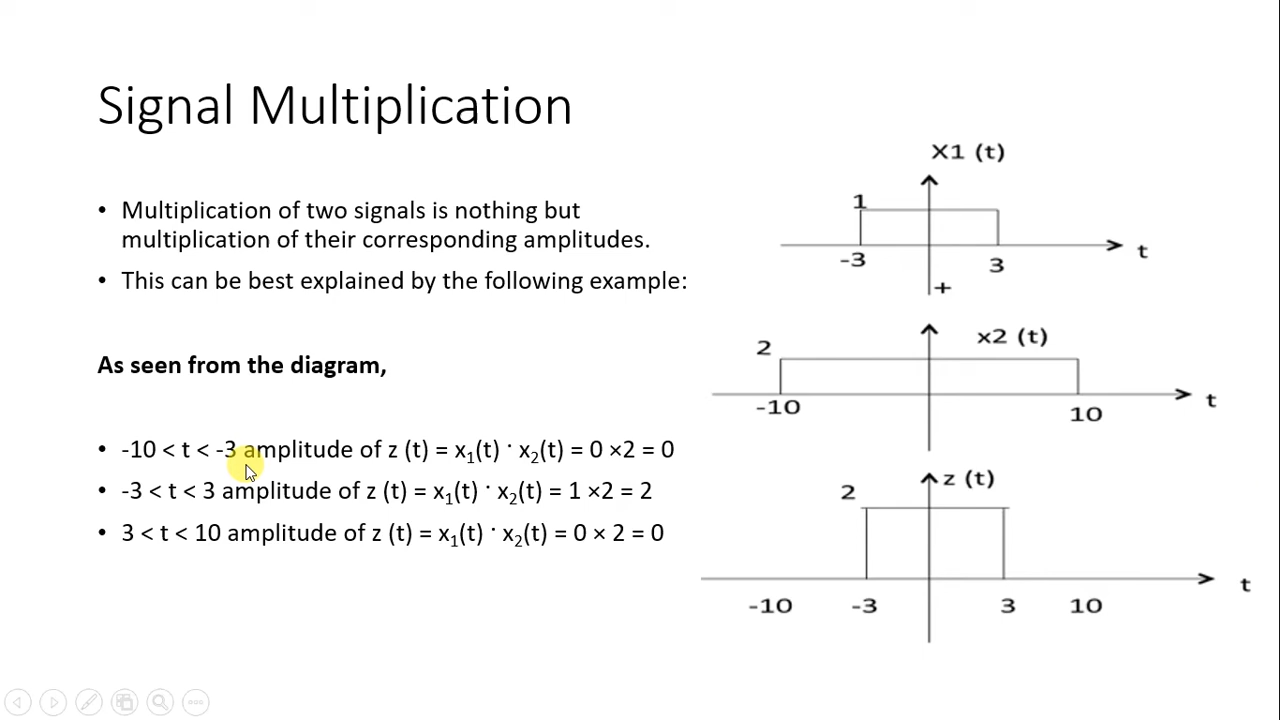 Signal Multiplication
• Multiplication of two signals is nothing but
multiplication of their corresponding amplitudes.
• This can be best explained by the following example:
As seen from the diagram,
• -10 < t < -3 amplitude of z (t) = x₁(t) · x₂(t) = 0 ×2 = 0
• -3 < t < 3 amplitude of z (t) = x₁(t) · x₂(t) = 1 ×2 = 2
• 3 < t < 10 amplitude of z (t) = x₁(t) · x₂(t) = 0 × 2 = 0
X1 (t)
1
-3
3
t
+
x2 (t)
2
-10
10
t
z (t)
2
-10
-3
3
10
t